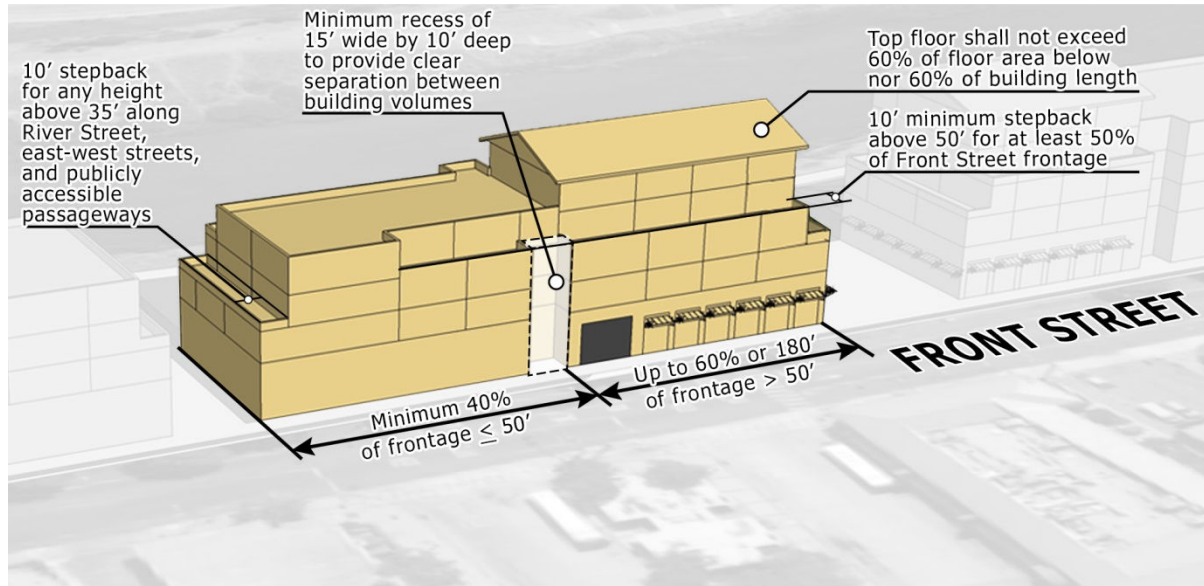 Minimum recess of
15’ wide by 10’ deep
to provide clear
separation between
building volumes
Top floor shall not exceed
60% of floor area below
nor 60% of building length
10’ stepback
for any height
above 35’ along
River Street,
east-west streets,
and publicly
accessible
passageways
10’ minimum stepback
above 50’ for at least 50%
of Front Street frontage
FRONT STREET
Up to 60% or 180’
of frontage > 50’
Minimum 40%
of frontage ≤ 50’